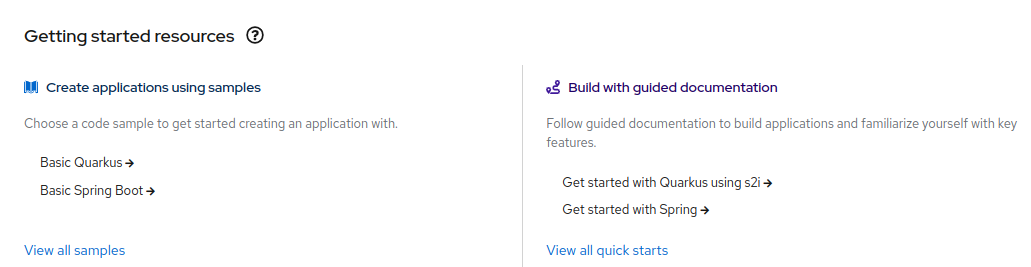 Getting started resources
Create applications using samples
Choose a code sample to get started creating an application with.
Basic Quarkus
Basic Spring Boot
View all samples
Build with guided documentation
Follow guided documentation to build applications and familiarize yourself with key
features.
Get started with Quarkus using s2i
Get started with Spring
View all quick starts